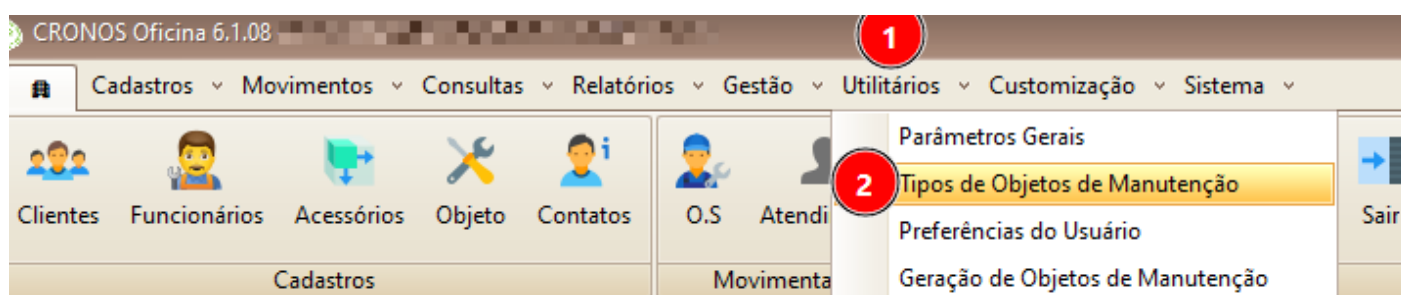 CRONOS Oficina 6.1.08
1
Cadastros Movimentos Consultas Relatórios Gestão Utilitários Customização Sistema
Parâmetros Gerais
2 Tipos de Objetos de Manutenção
Clientes Funcionários Acessórios Objeto Contatos O.S Atendi Sair
Preferências do Usuário
Cadastros Movimenta
Geração de Objetos de Manutenção